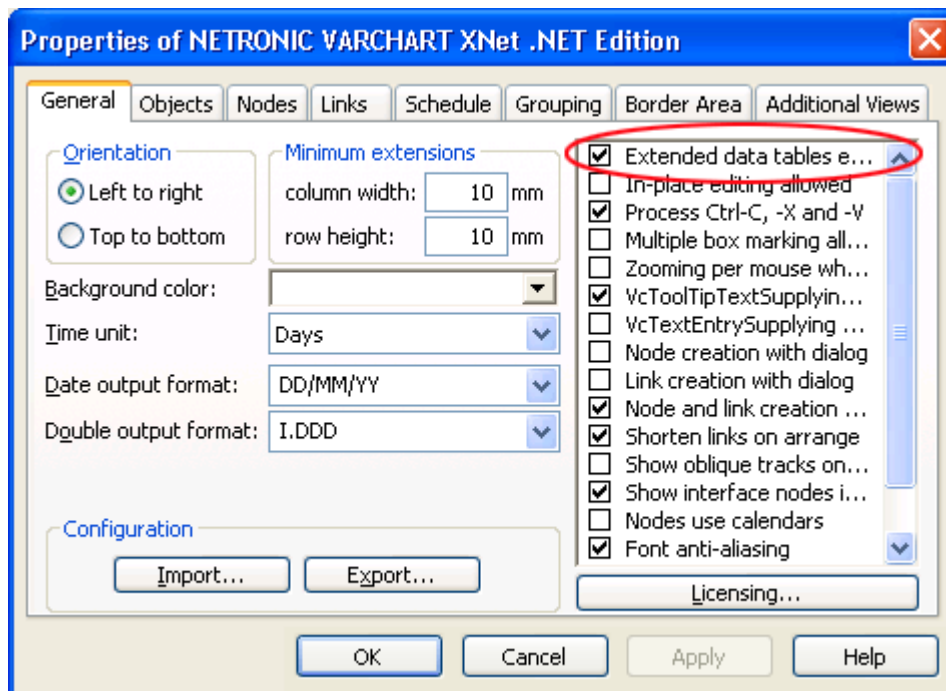 Properties of NETRONIC VARCHART XNet .NET Edition
General Objects Nodes Links Schedule Grouping Border Area Additional Views
Orientation
Left to right
Top to bottom
Minimum extensions
column width: 10 mm
row height: 10 mm
Background color:
Time unit: Days
Date output format: DD/MM/YY
Double output format: I.DDD
Configuration
Import... Export...
Extended data tables e...
In-place editing allowed
Process Ctrl-C, -X and -V
Multiple box marking all...
Zooming per mouse wh...
VcToolTipTextSupplyin...
VcTextEntrySupplying ...
Node creation with dialog
Link creation with dialog
Node and link creation ...
Shorten links on arrange
Show oblique tracks on...
Show interface nodes i...
Nodes use calendars
Font anti-aliasing
Licensing...
OK Cancel Apply Help